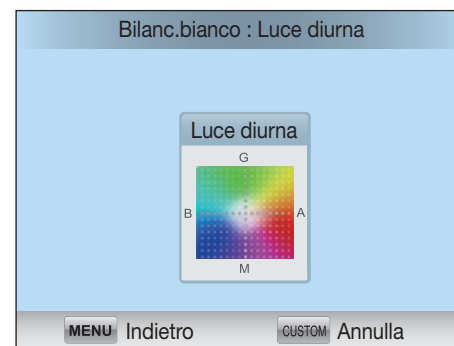 Bilanc.bianco : Luce diurna
Luce diurna
G
B A
M
MENU Indietro CUSTOM Annulla